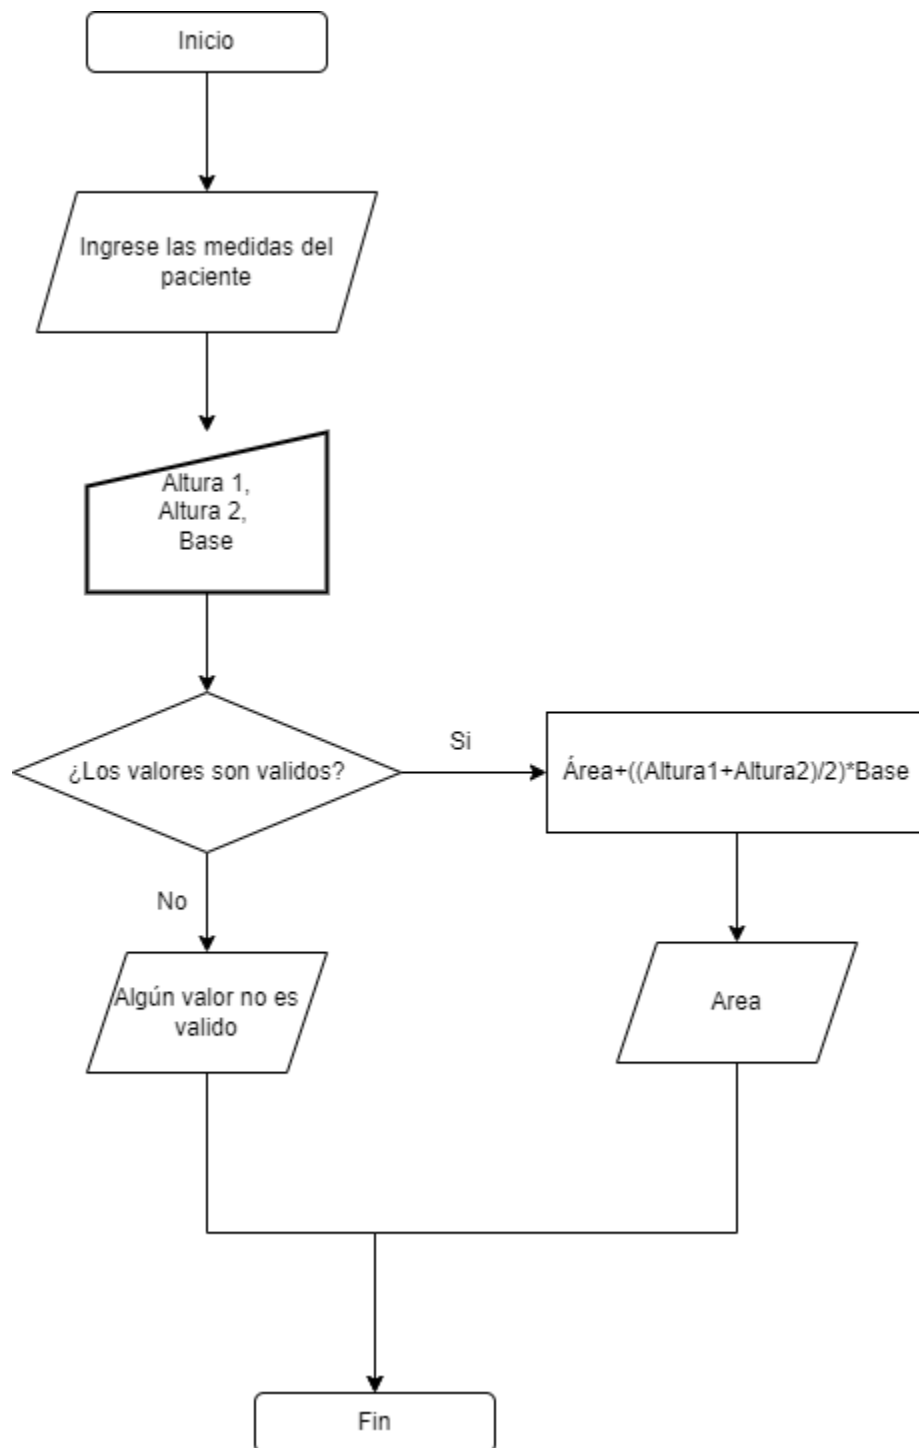 Inicio
Ingrese las medidas del
paciente
Altura 1,
Altura 2,
Base
¿Los valores son validos?
Si
Área+((Altura1+Altura2)/2)*Base
No
Algún valor no es
valido
Area
Fin